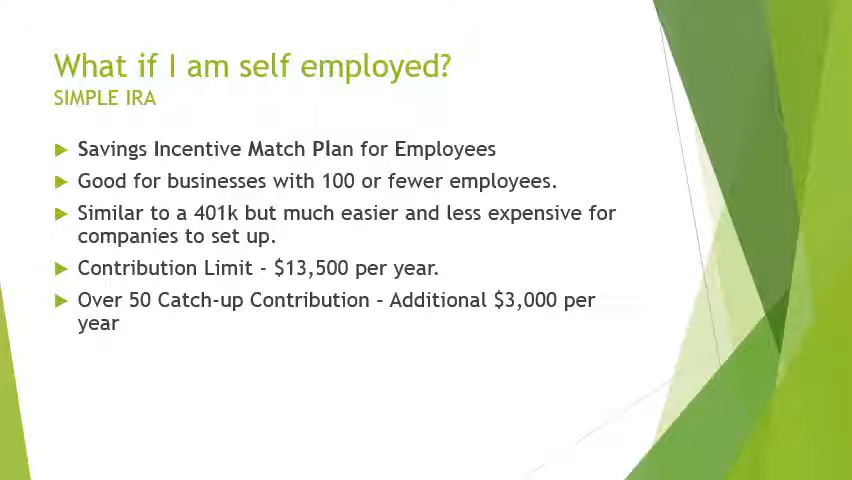 What if I am self employed?
SIMPLE IRA
Savings Incentive Match Plan for Employees
Good for businesses with 100 or fewer employees.
Similar to a 401k but much easier and less expensive for
companies to set up.
Contribution Limit - $13,500 per year.
Over 50 Catch-up Contribution – Additional $3,000 per
year